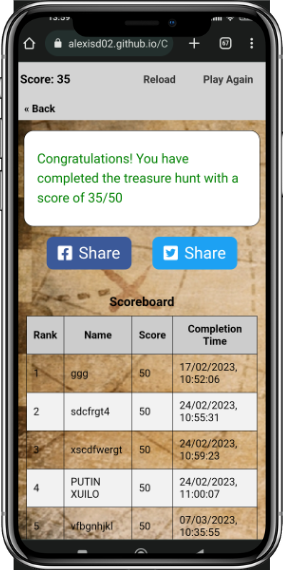 13:59
alexisd02.github.io/C
67
Score: 35
Reload
Play Again
« Back
Congratulations! You have
completed the treasure hunt with a
score of 35/50
Share
Share
Scoreboard
Rank Name Score Completion
Time
1 ggg 50 17/02/2023,
10:52:06
2 sdcfrgt4 50 24/02/2023,
10:55:31
3 xscdfwergt 50 24/02/2023,
10:59:23
4 PUTIN
XUILO 50 24/02/2023,
11:00:07
5 vfbgnhjkl 50 07/03/2023,
10:35:55